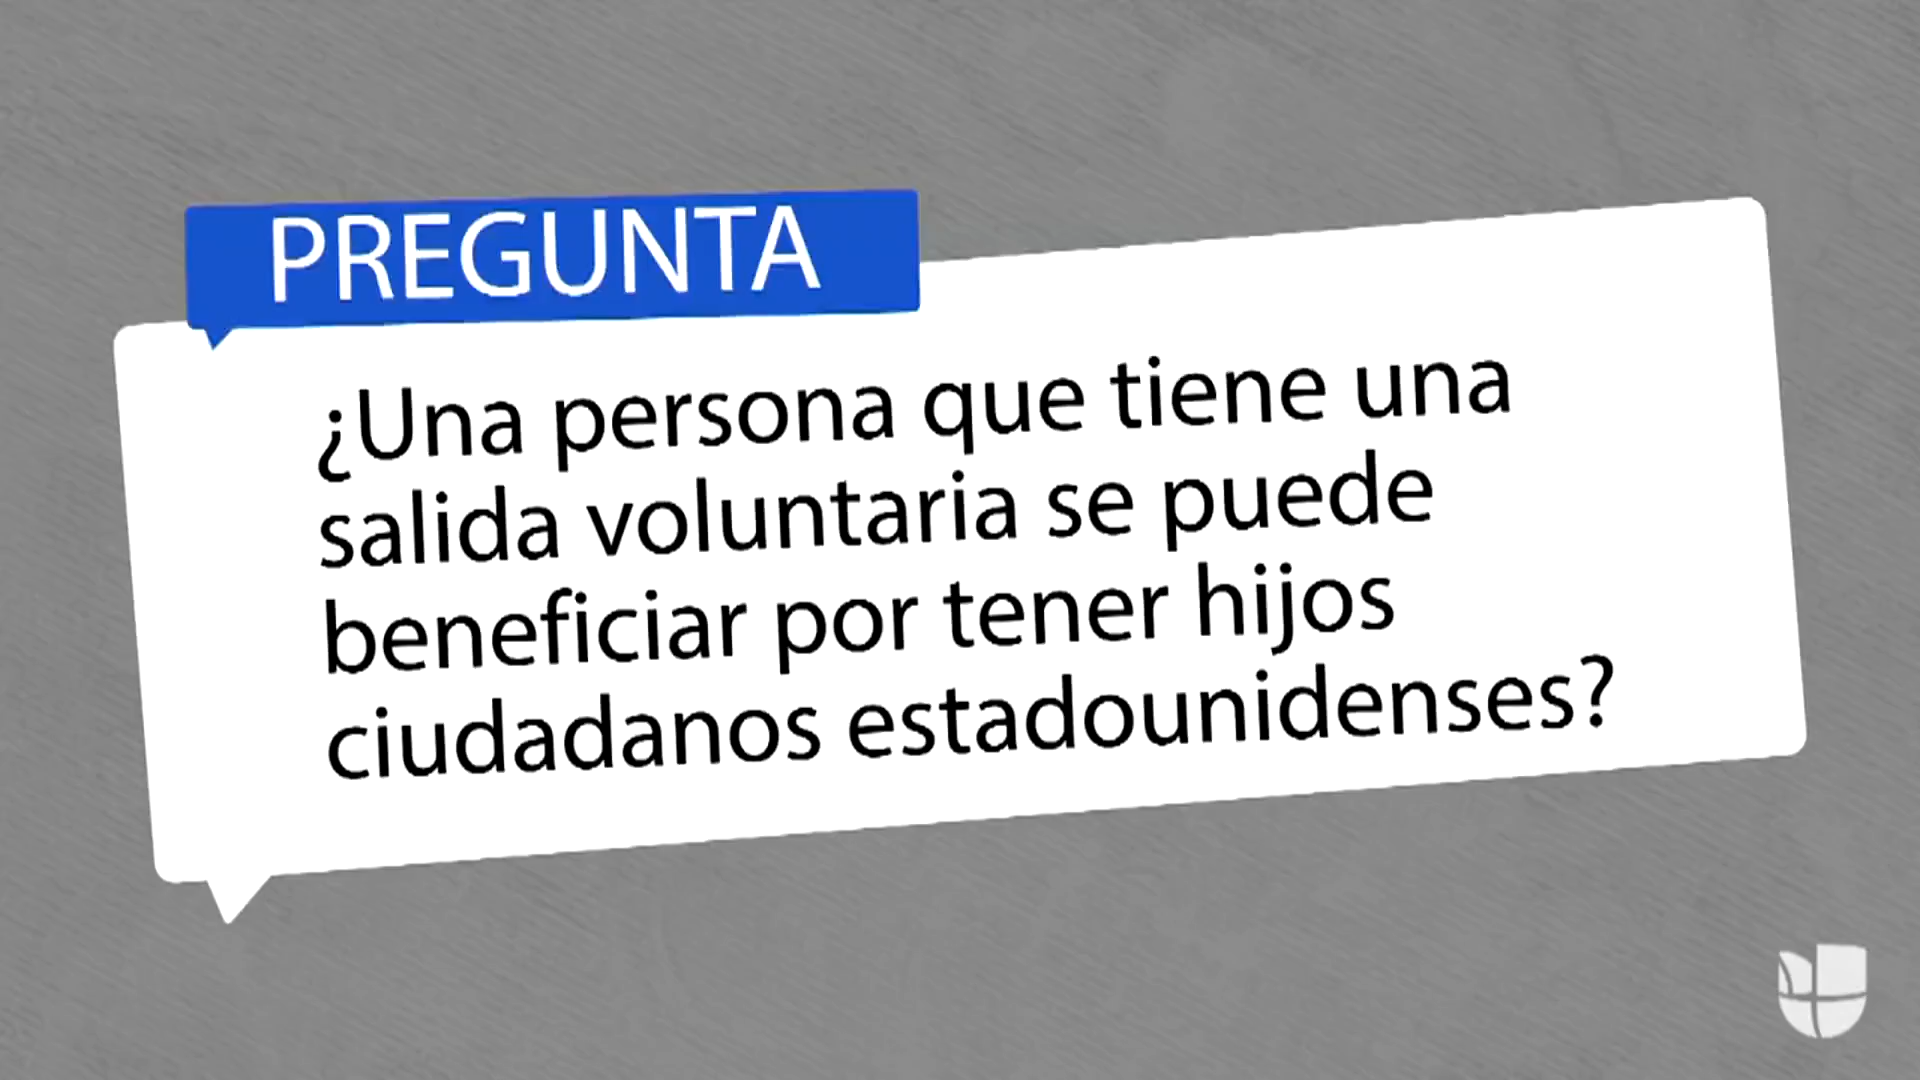 PREGUNTA
¿Una persona que tiene una
salida voluntaria se puede
beneficiar por tener hijos
ciudadanos estadounidenses?